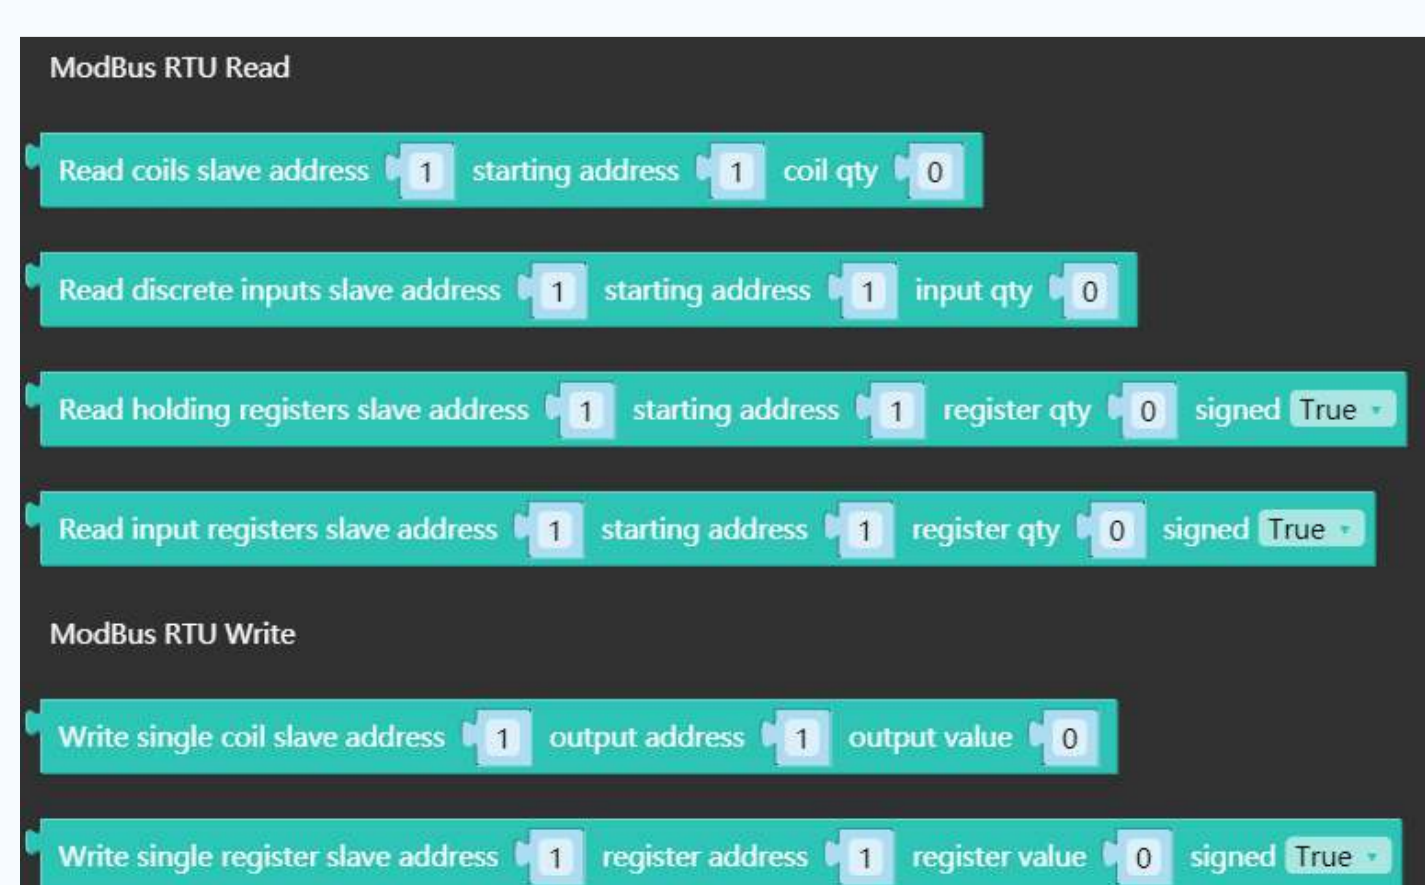 ModBus RTU Read
Read coils slave address 1 starting address 1 coil qty 0
Read discrete inputs slave address 1 starting address 1 input qty 0
Read holding registers slave address 1 starting address 1 register qty 0 signed True
Read input registers slave address 1 starting address 1 register qty 0 signed True
ModBus RTU Write
Write single coil slave address 1 output address 1 output value 0
Write single register slave address 1 register address 1 register value 0 signed True